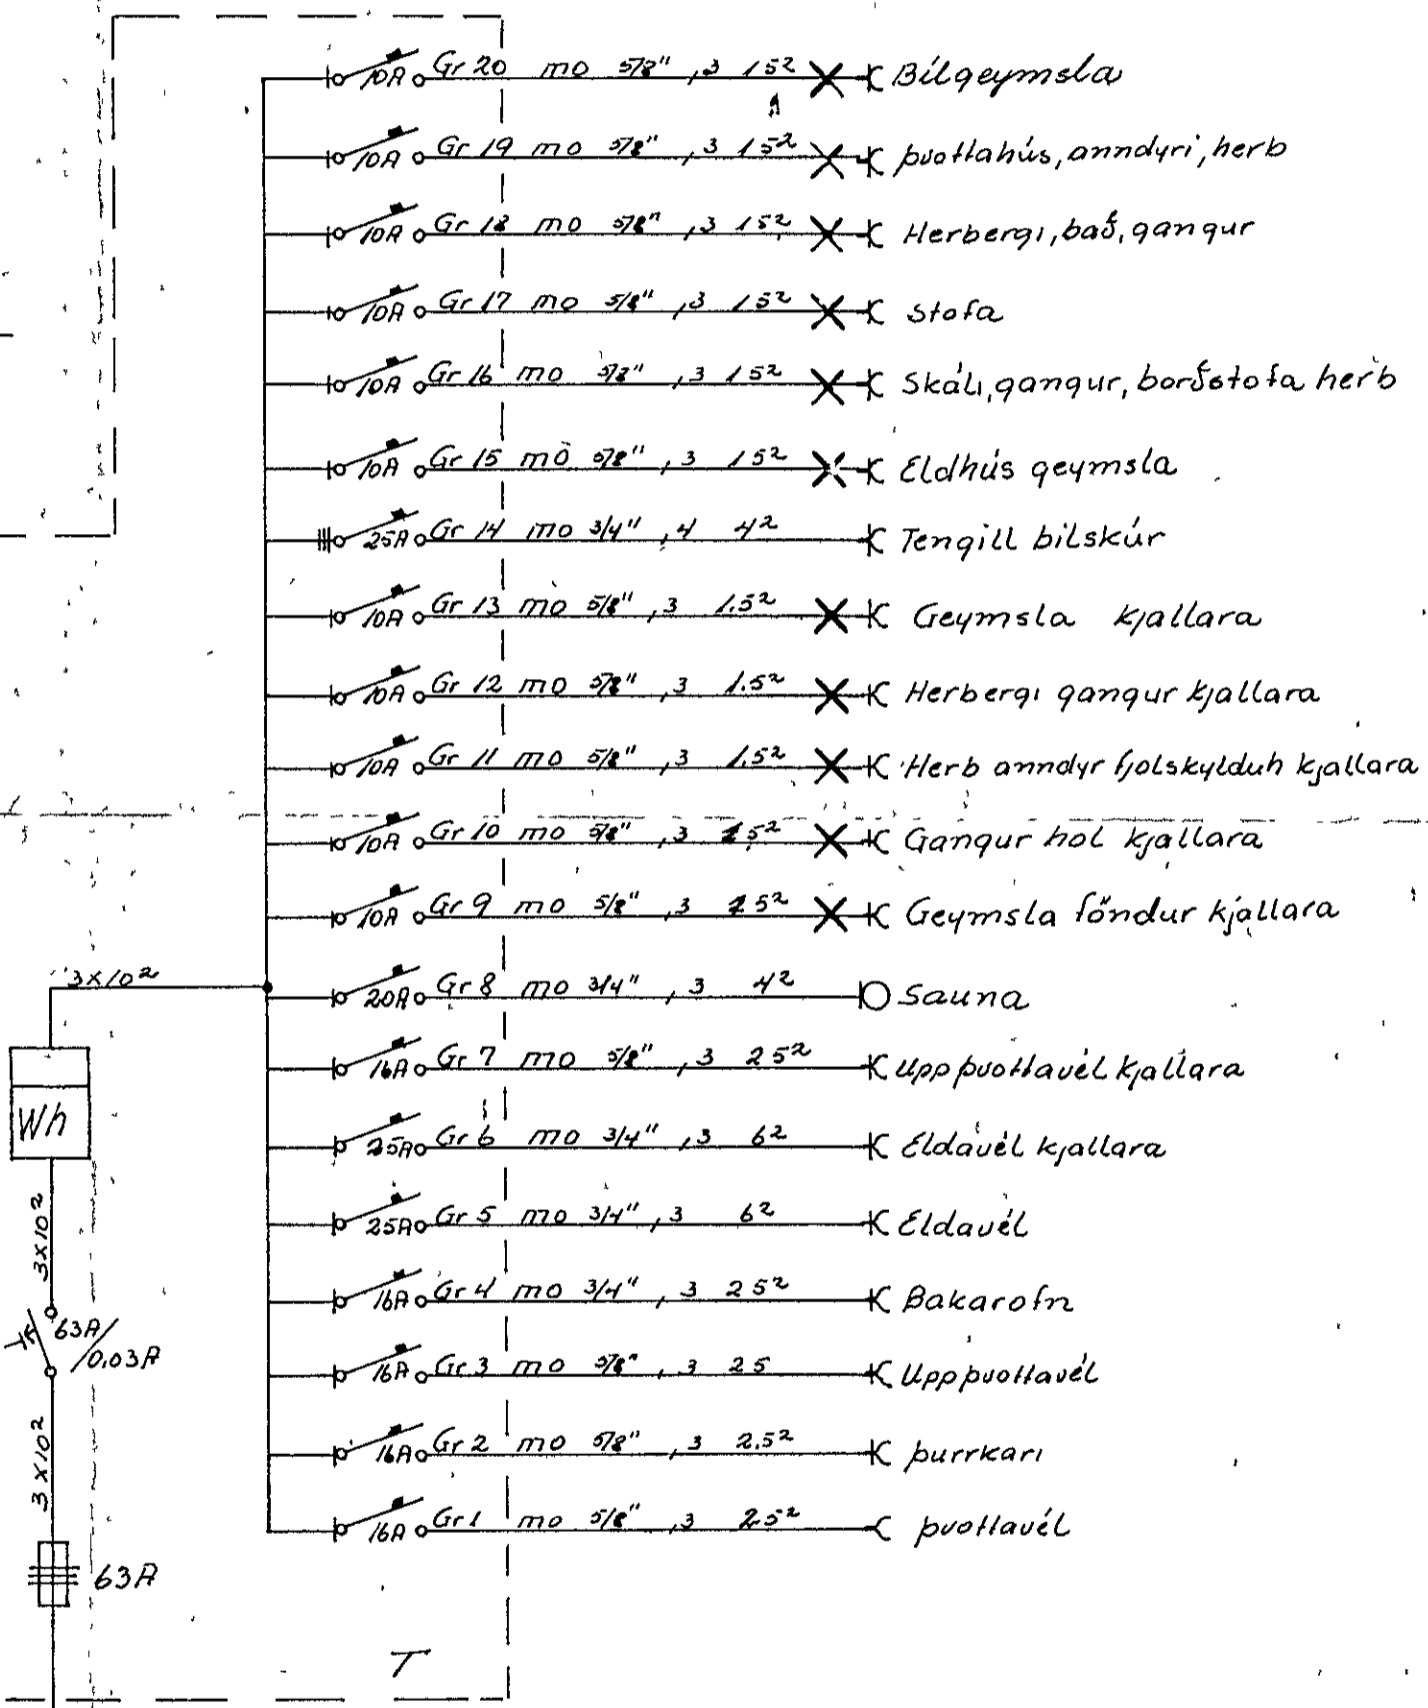 10A Gr 20 mo 5/8" , 3 1 5² Bílgeymsla
10A Gr 19 mo 5/8" , 3 1 5² þvottahús, anndyri, herb
10A Gr 18 mo 5/8" , 3 1 5² Herbergi, bað, gangur
10A Gr 17 mo 5/8" , 3 1 5² stofa
10A Gr 16 mo 5/8" , 3 1 5² Skáli, gangur, borðstofa herb
10A Gr 15 mo 5/8" , 3 1 5² Eldhús geymsla
25A Gr 14 mo 3/4" , 4 4² Tengill bilskúr
10A Gr 13 mo 5/8" , 3 1.5² Geymsla kjallara
10A Gr 12 mo 5/8" , 3 1.5² Herbergi gangur kjallara
10A Gr 11 mo 5/8" , 3 1.5² Herb anndyr fjolskylduh kjallara
10A Gr 10 mo 5/8" , 3 5² Gangur hol kjallara
10A Gr 9 mo 5/8" , 3 5² Geymsla föndur kjallara
3x10²
20A Gr 8 mo 3/4" , 3 4² Sauna
16A Gr 7 mo 5/8" , 3 2 5² Uppþvottavél kjallara
Wh
25A Gr 6 mo 3/4" , 3 6² Eldavél kjallara
3x10²
25A Gr 5 mo 3/4" , 3 6² Eldavél
16A Gr 4 mo 3/4" , 3 2 5² Bakarofn
63A/
0,03A
16A Gr 3 mo 5/8" , 3 2 5 Uppþvottavél
3x10²
16A Gr 2 mo 5/8" , 3 2.5² þurrkari
16A Gr 1 mo 5/8" , 3 2.5² þvottavél
63A
T